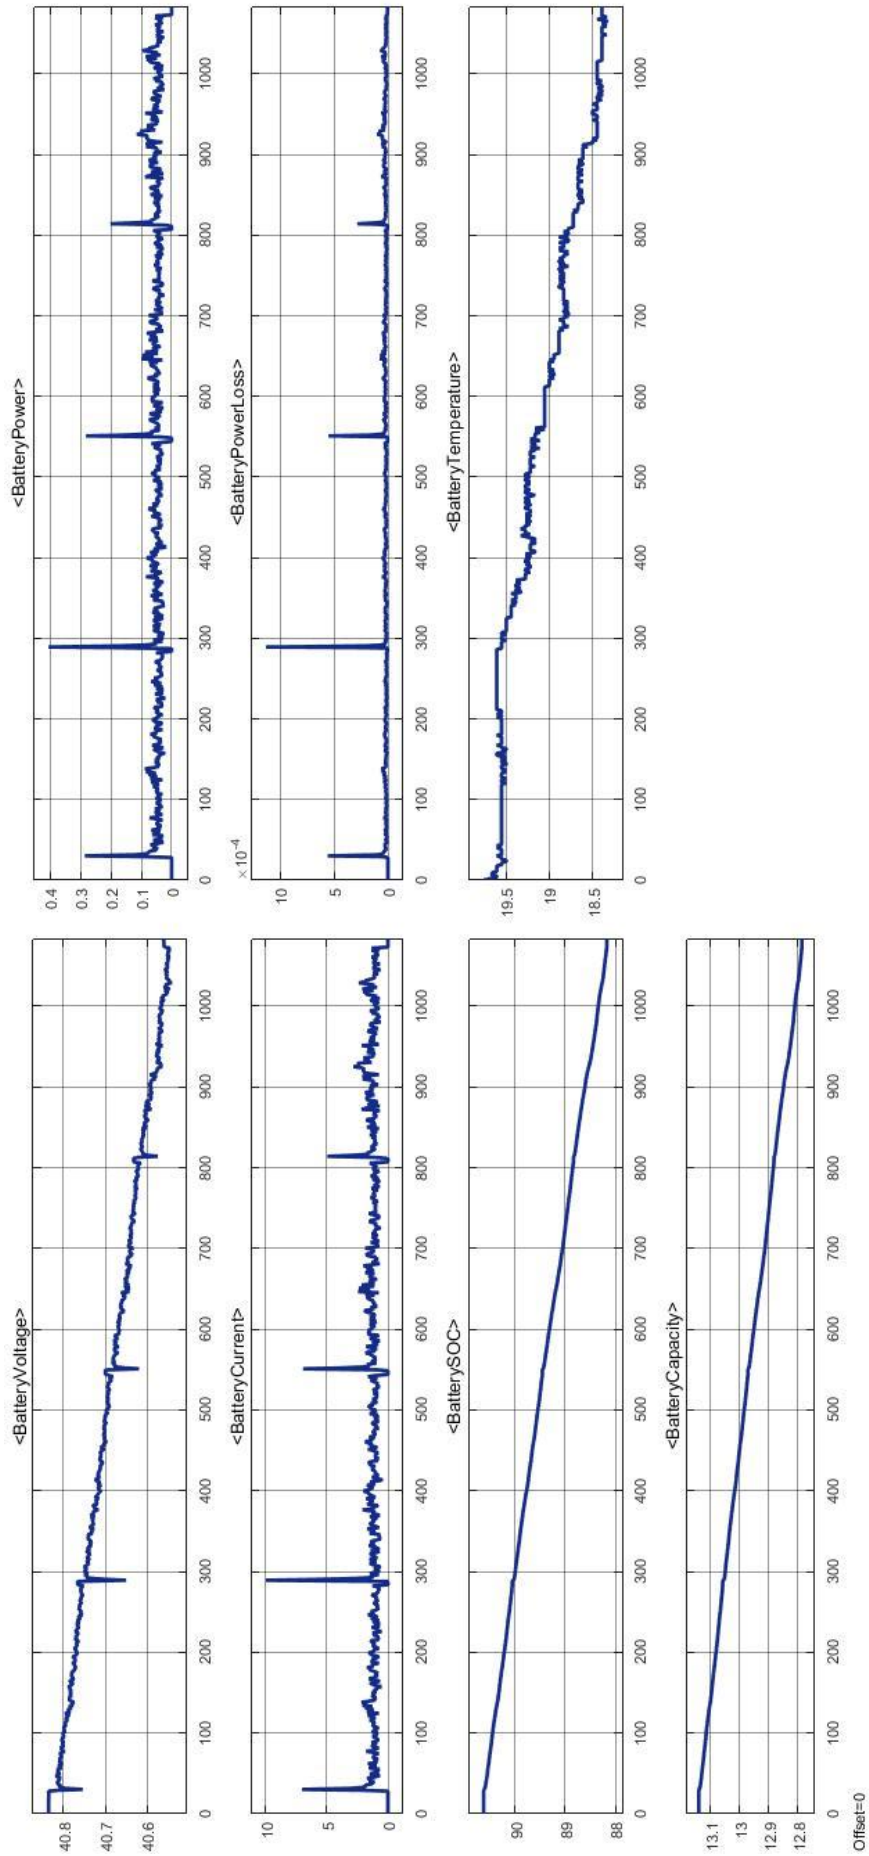 <BatteryVoltage>
40.8
40.7
40.6
0 100 200 300 400 500 600 700 800 900 1000
<BatteryCurrent>
10
5
0
0 100 200 300 400 500 600 700 800 900 1000
<BatterySOC>
90
89
88
0 100 200 300 400 500 600 700 800 900 1000
<BatteryCapacity>
13.1
13
12.9
12.8
0 100 200 300 400 500 600 700 800 900 1000
Offset=0
<BatteryPower>
0.4
0.3
0.2
0.1
0
0 100 200 300 400 500 600 700 800 900 1000
<BatteryPowerLoss>
×10-4
10
5
0
0 100 200 300 400 500 600 700 800 900 1000
<BatteryTemperature>
19.5
19
18.5
0 100 200 300 400 500 600 700 800 900 1000